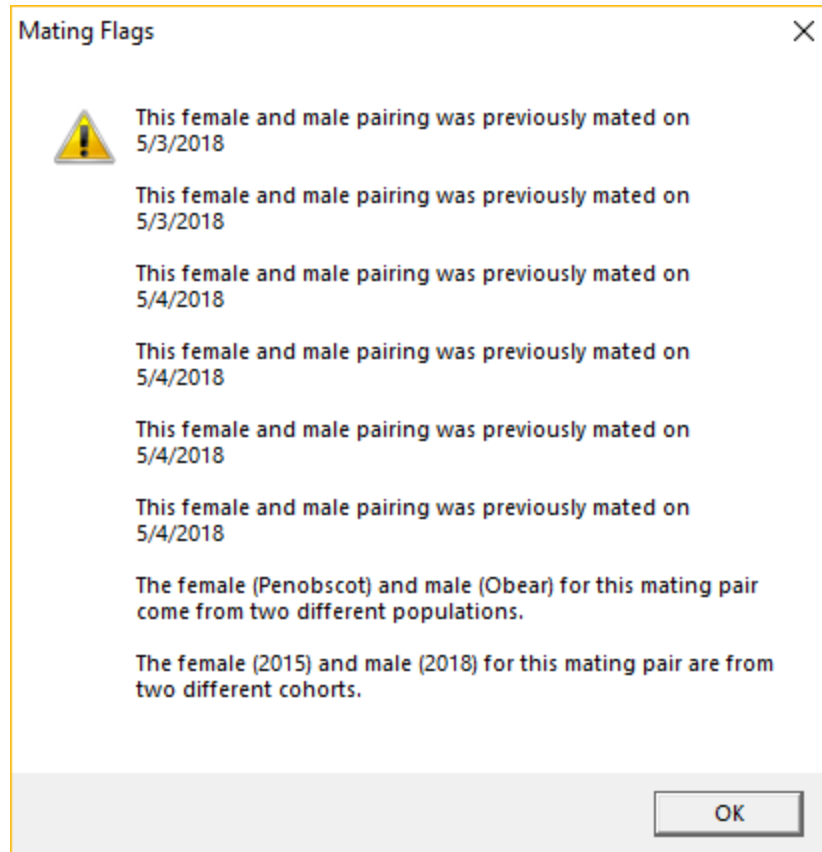 Mating Flags
This female and male pairing was previously mated on
5/3/2018
This female and male pairing was previously mated on
5/3/2018
This female and male pairing was previously mated on
5/4/2018
This female and male pairing was previously mated on
5/4/2018
This female and male pairing was previously mated on
5/4/2018
This female and male pairing was previously mated on
5/4/2018
The female (Penobscot) and male (Obear) for this mating pair
come from two different populations.
The female (2015) and male (2018) for this mating pair are from
two different cohorts.
OK